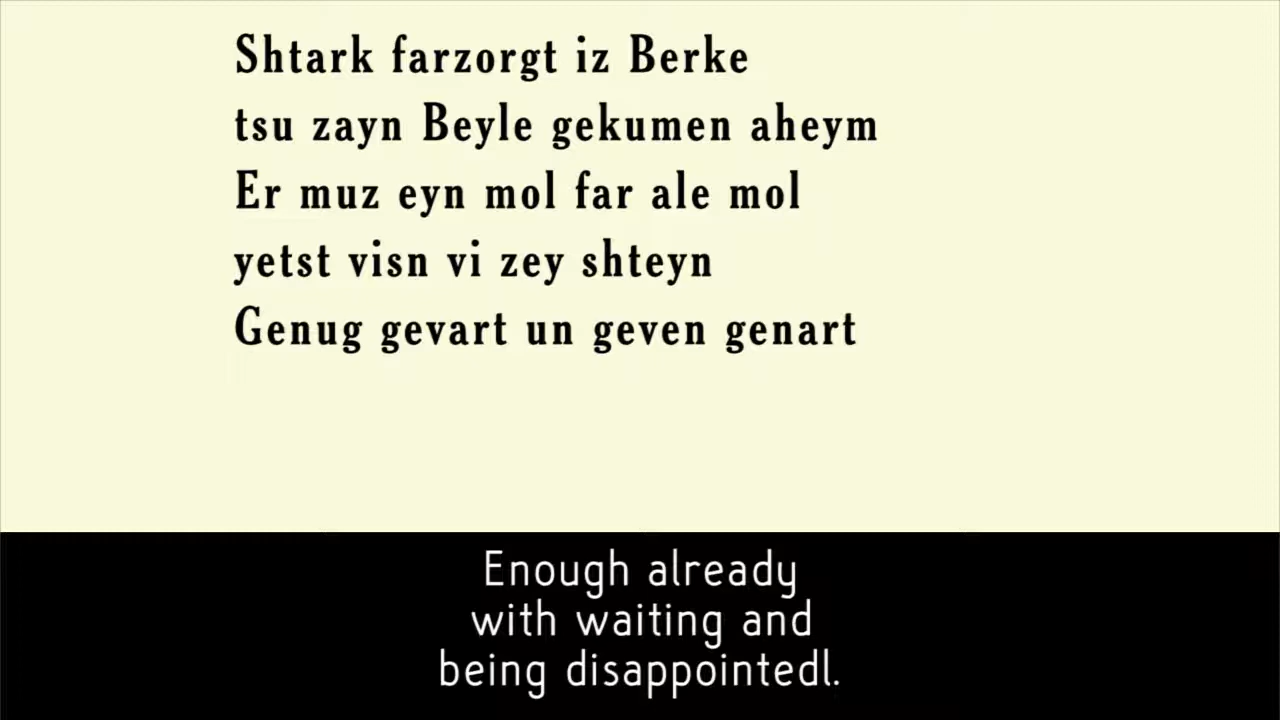 Shtark farzorgt iz Berke
tsu zayn Beyle gekumen aheym
Er muz eyn mol far ale mol
yetst visn vi zey shteyn
Genug gevart un geven genart
Enough already
with waiting and
being disappointedl.